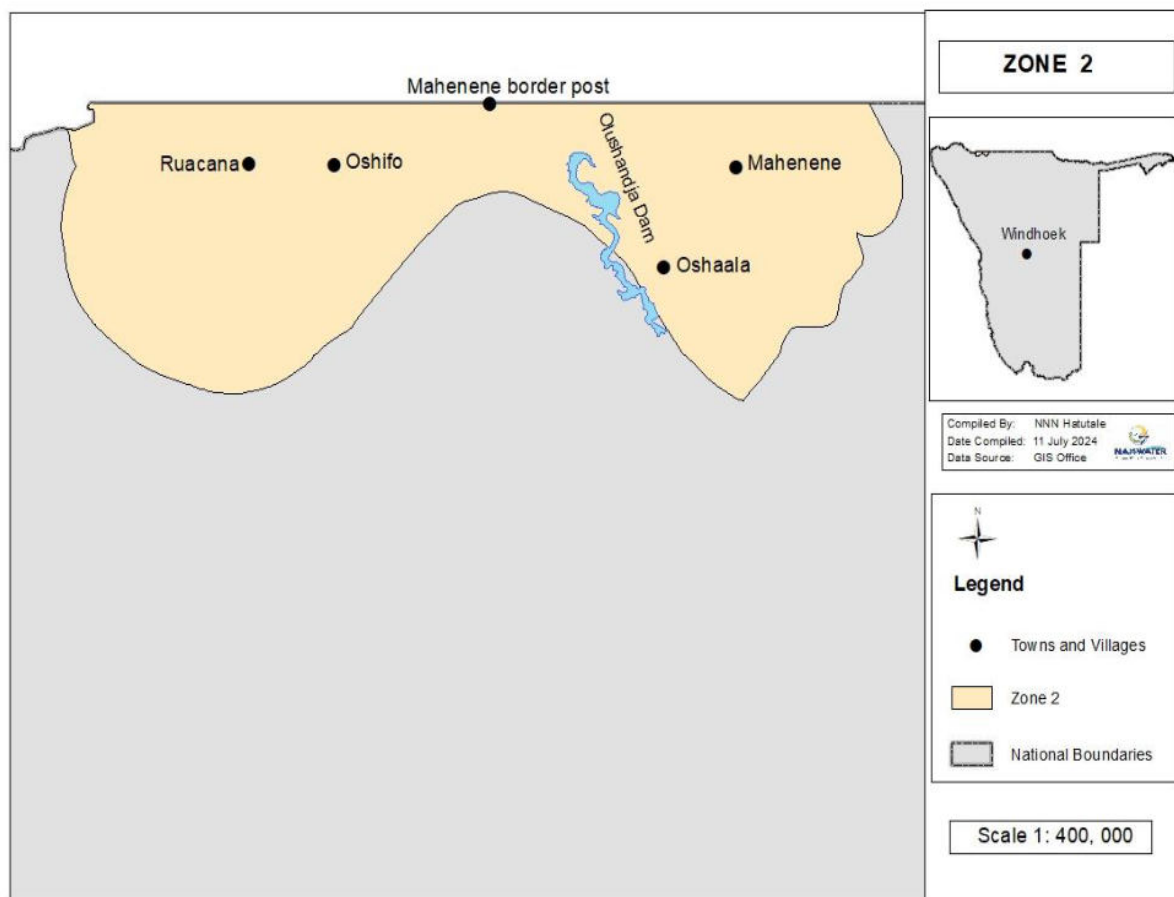 Mahenene border post
Ruacana
Oshifo
Olushandja Dam
Mahenene
Oshaala
ZONE 2
Windhoek
Compiled By: NNN Hatutale
Date Compiled: 11 July 2024
Data Source: GIS Office
NAMWATER
N
Legend
Towns and Villages
Zone 2
National Boundaries
Scale 1: 400, 000